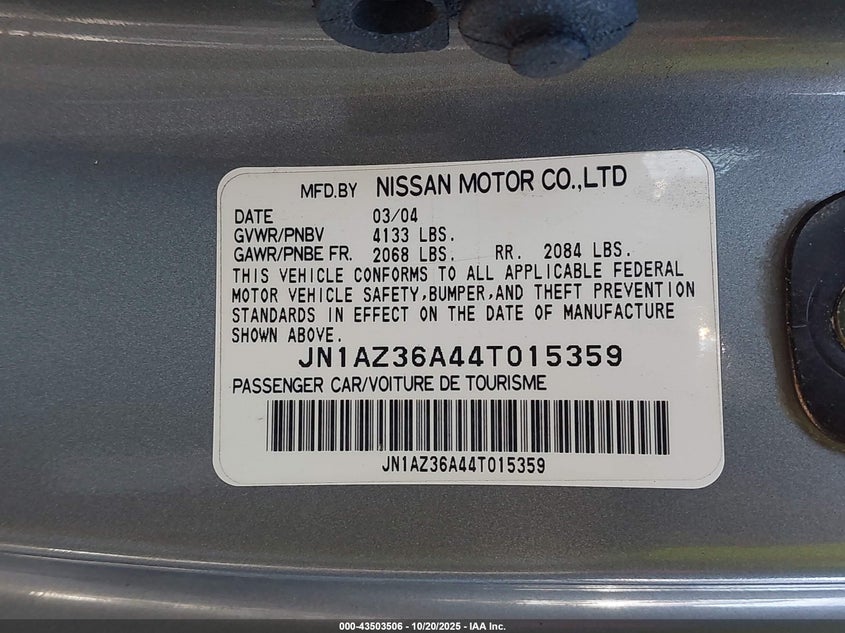 MFD.BY NISSAN MOTOR CO.,LTD
DATE 03/04
GVWR/PNBV 4133 LBS.
GAWR/PNBE FR. 2068 LBS. RR. 2084 LBS.
THIS VEHICLE CONFORMS TO ALL APPLICABLE FEDERAL
MOTOR VEHICLE SAFETY,BUMPER,AND THEFT PREVENTION
STANDARDS IN EFFECT ON THE DATE OF MANUFACTURE
SHOWN ABOVE.
JN1AZ36A44T015359
PASSENGER CAR/VOITURE DE TOURISME
JN1AZ36A44T015359
000-43503506 - 10/20/2025 - IAA Inc.